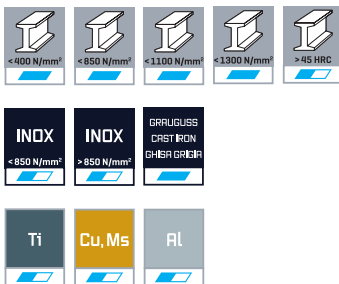 <400 N/mm² <850 N/mm² <1100 N/mm² <1300 N/mm² >45 HRC
INOX
<850 N/mm²
INOX
>850 N/mm²
GRAUGUSS
CAST IRON
GHISA GRIGIA
Ti
Cu, Ms
Al